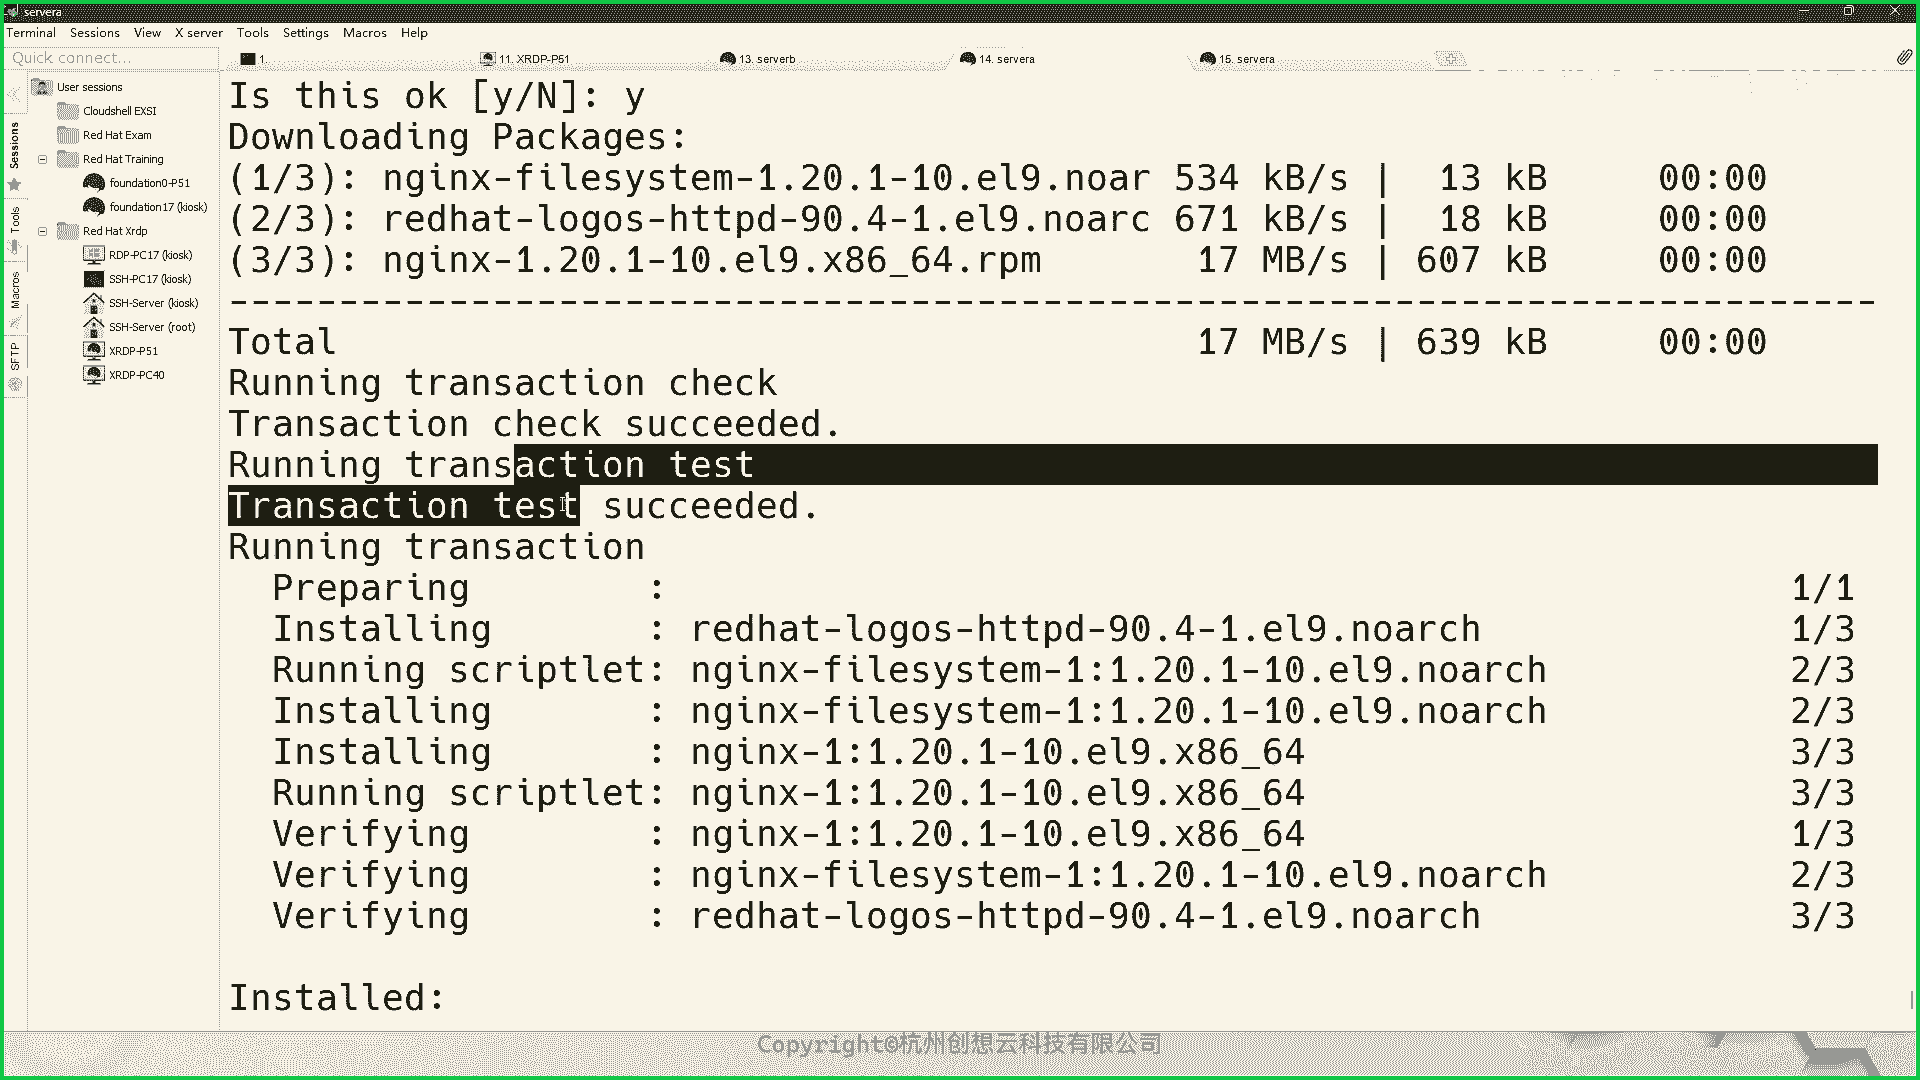 servera
Terminal Sessions View X server Tools Settings Macros Help
Quick connect...
1.
11. XRDP-P51
13. serverb
14. servera
15. servera
Sessions
Tools
Macros
SFTP
User sessions
Cloudshell EXSI
Red Hat Exam
Red Hat Training
foundation0-P51
foundation17 (kiosk)
Red Hat Xrdp
RDP-PC17 (kiosk)
SSH-PC17 (kiosk)
SSH-Server (kiosk)
SSH-Server (root)
XRDP-P51
XRDP-PC40
Is this ok [y/N]: y
Downloading Packages:
(1/3): nginx-filesystem-1.20.1-10.el9.noar 534 kB/s | 13 kB 00:00
(2/3): redhat-logos-httpd-90.4-1.el9.noarc 671 kB/s | 18 kB 00:00
(3/3): nginx-1.20.1-10.el9.x86_64.rpm 17 MB/s | 607 kB 00:00
--------------------------------------------------------------------------------
Total 17 MB/s | 639 kB 00:00
Running transaction check
Transaction check succeeded.
Running transaction test
Transaction test succeeded.
Running transaction
Preparing : 1/1
Installing : redhat-logos-httpd-90.4-1.el9.noarch 1/3
Running scriptlet: nginx-filesystem-1:1.20.1-10.el9.noarch 2/3
Installing : nginx-filesystem-1:1.20.1-10.el9.noarch 2/3
Installing : nginx-1:1.20.1-10.el9.x86_64 3/3
Running scriptlet: nginx-1:1.20.1-10.el9.x86_64 3/3
Verifying : nginx-1:1.20.1-10.el9.x86_64 1/3
Verifying : nginx-filesystem-1:1.20.1-10.el9.noarch 2/3
Verifying : redhat-logos-httpd-90.4-1.el9.noarch 3/3
Installed:
Copyright©杭州创想云科技有限公司